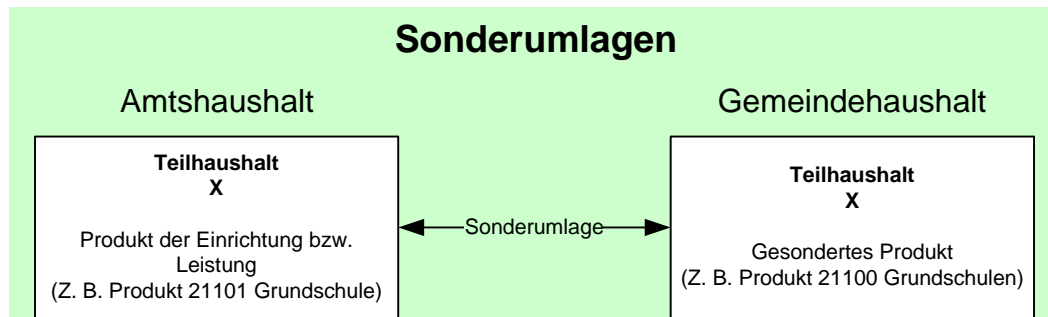 Sonderumlagen
Amtshaushalt
Gemeindehaushalt
Teilhaushalt
X
Produkt der Einrichtung bzw.
Leistung
(Z. B. Produkt 21101 Grundschule)
Sonderumlage
Teilhaushalt
X
Gesondertes Produkt
(Z. B. Produkt 21100 Grundschulen)